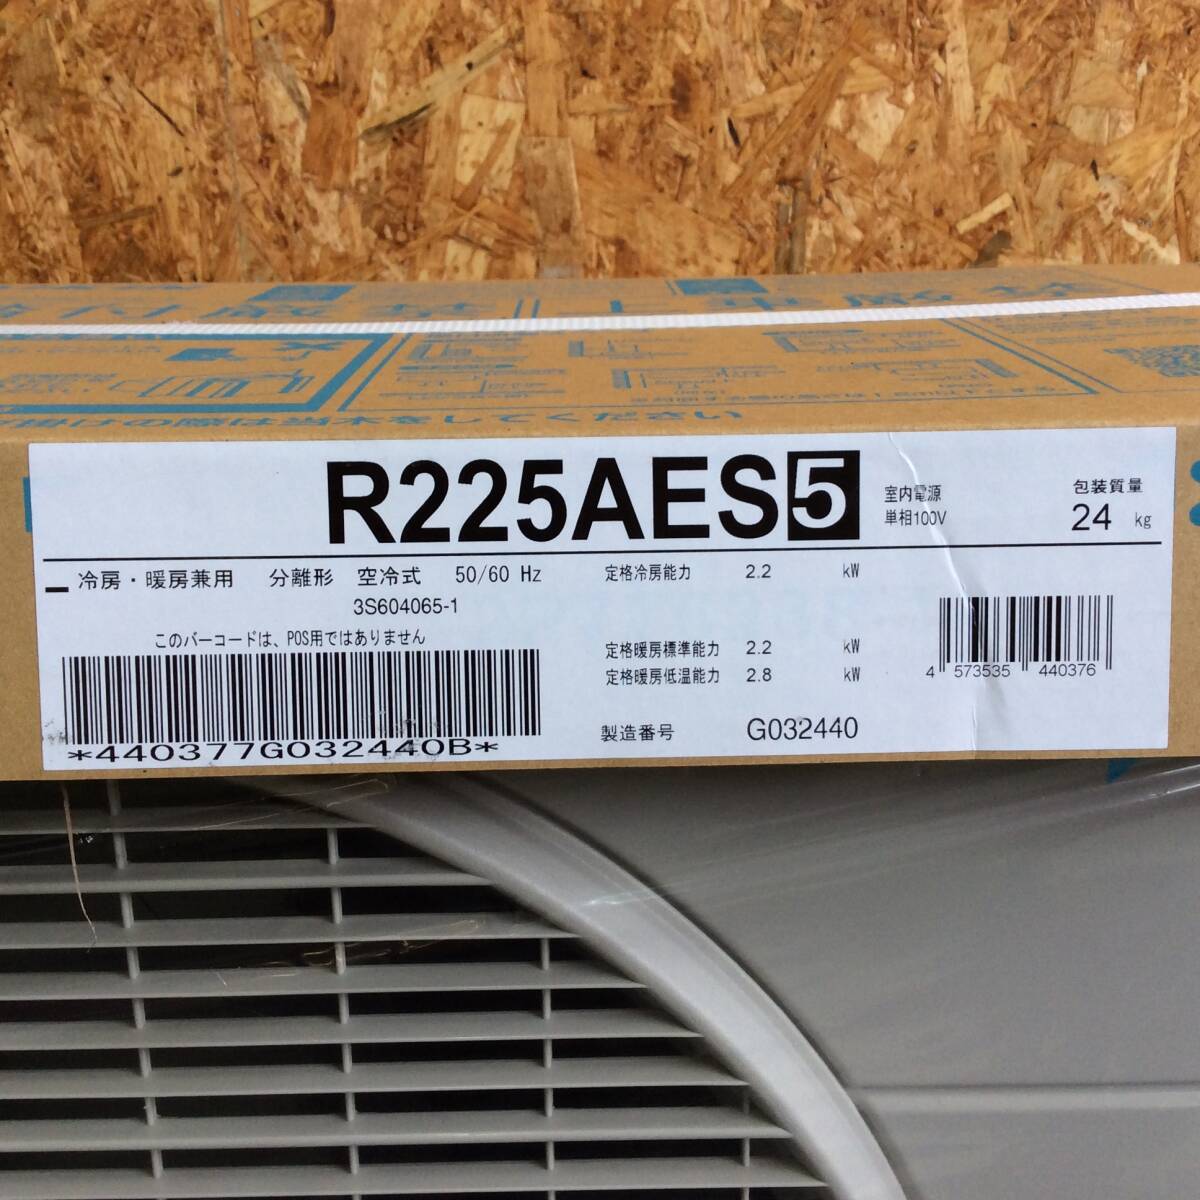 R225AES5
室内電源
単相100V
包装質量
24 kg
冷房・暖房兼用 分離形 空冷式 50/60 Hz
3S604065-1
定格冷房能力 2.2 kW
このバーコードは、POS用ではありません
定格暖房標準能力 2.2 kW
定格暖房低温能力 2.8 kW
4 573535 440376
製造番号 G032440
*440377G032440B*